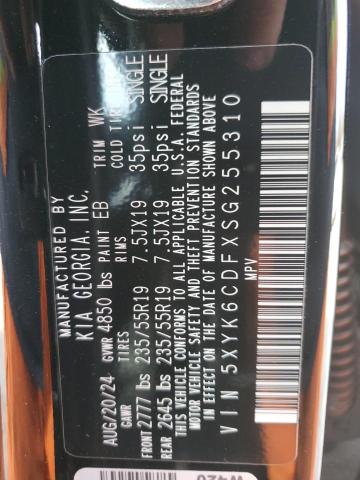 MANUFACTURED BY
KIA GEORGIA, INC.
AUG/20/24 GVWR 4850 lbs PAINT EB TRIM WK
GAWR TIRES RIMS COLD TIRE
FRONT 2777 lbs 235/55R19 7.5JX19 35psi SINGLE
REAR 2645 lbs 235/55R19 7.5JX19 35psi SINGLE
THIS VEHICLE CONFORMS TO ALL APPLICABLE U.S.A. FEDERAL
MOTOR VEHICLE SAFETY AND THEFT PREVENTION STANDARDS
IN EFFECT ON THE DATE OF MANUFACTURE SHOWN ABOVE.
VIN 5XYK6CDFXSG255310
MPV